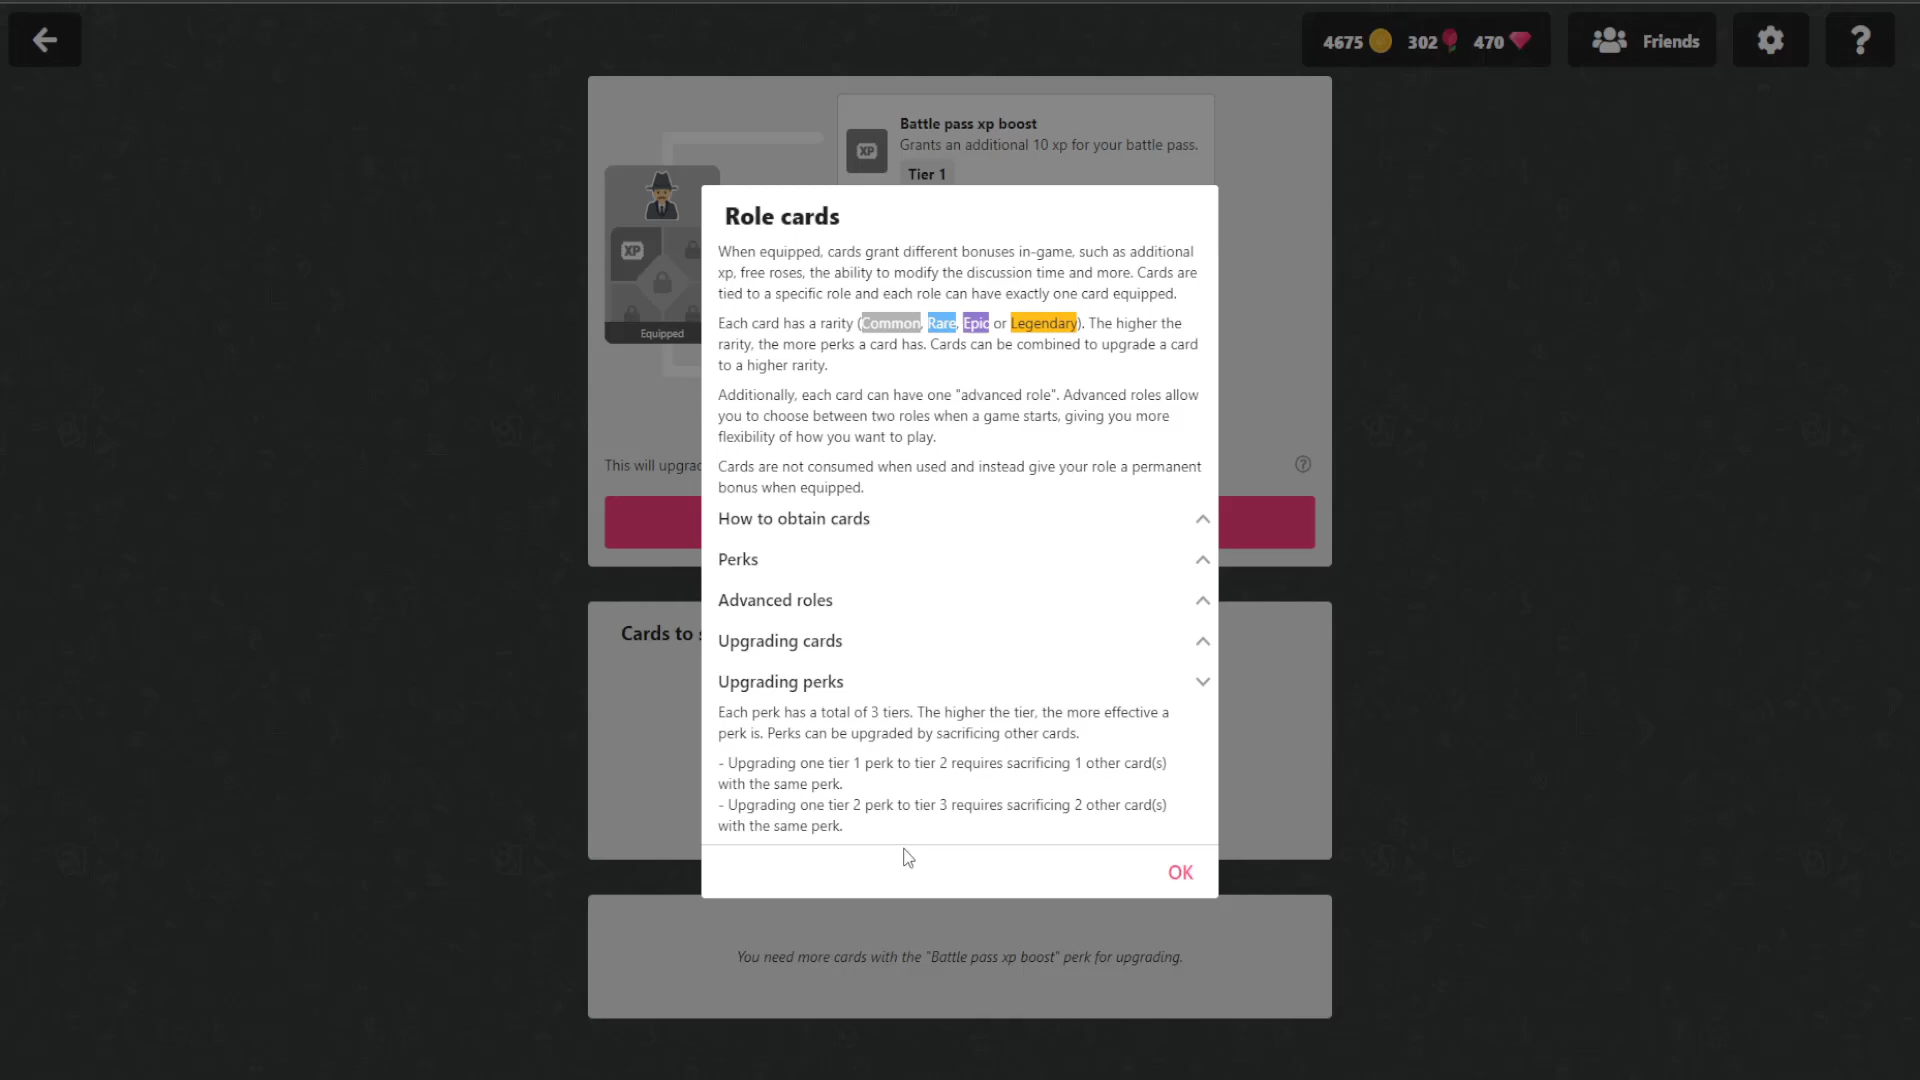 4675 302 470 Friends ?
Battle pass xp boost
XP Grants an additional 10 xp for your battle pass.
Tier 1
XP
Equipped
Role cards
When equipped, cards grant different bonuses in-game, such as additional
xp, free roses, the ability to modify the discussion time and more. Cards are
tied to a specific role and each role can have exactly one card equipped.
Each card has a rarity (Common, Rare, Epic or Legendary). The higher the
rarity, the more perks a card has. Cards can be combined to upgrade a card
to a higher rarity.
Additionally, each card can have one "advanced role". Advanced roles allow
you to choose between two roles when a game starts, giving you more
flexibility of how you want to play.
This will upgrad ?
Cards are not consumed when used and instead give your role a permanent
bonus when equipped.
How to obtain cards
Perks
Advanced roles
Cards to
Upgrading cards
Upgrading perks
Each perk has a total of 3 tiers. The higher the tier, the more effective a
perk is. Perks can be upgraded by sacrificing other cards.
- Upgrading one tier 1 perk to tier 2 requires sacrificing 1 other card(s)
with the same perk.
- Upgrading one tier 2 perk to tier 3 requires sacrificing 2 other card(s)
with the same perk.
OK
You need more cards with the "Battle pass xp boost" perk for upgrading.